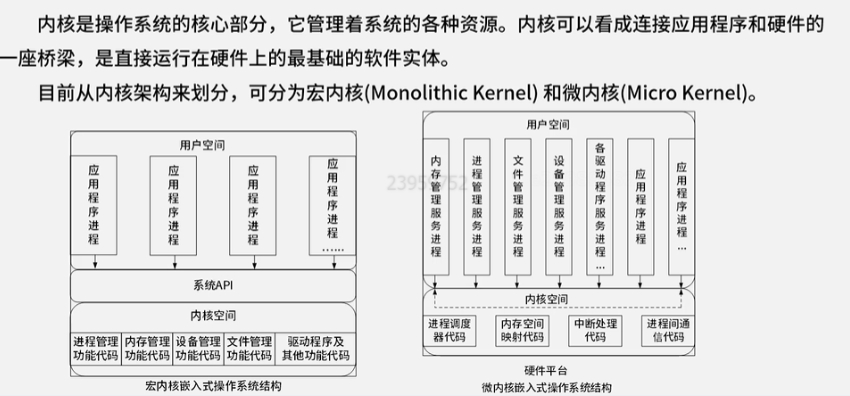 内核是操作系统的核心部分，它管理着系统的各种资源。内核可以看成连接应用程序和硬件的
一座桥梁，是直接运行在硬件上的最基础的软件实体。
目前从内核架构来划分，可分为宏内核(Monolithic Kernel) 和微内核(Micro Kernel)。
用户空间
应用程序进程
应用程序进程
应用程序进程
应用程序进程……
系统API
内核空间
进程管理
功能代码
内存管理
功能代码
设备管理
功能代码
文件管理
功能代码
驱动程序及
其他功能代码
宏内核嵌入式操作系统结构
用户空间
内存管理服务进程
进程管理服务进程
文件管理服务进程
设备管理服务进程
各驱动程序服务进程…
应用程序进程
应用程序进程…
内核空间
进程调度
器代码
内存空间
映射代码
中断处理
代码
进程间通
信代码
硬件平台
微内核嵌入式操作系统结构